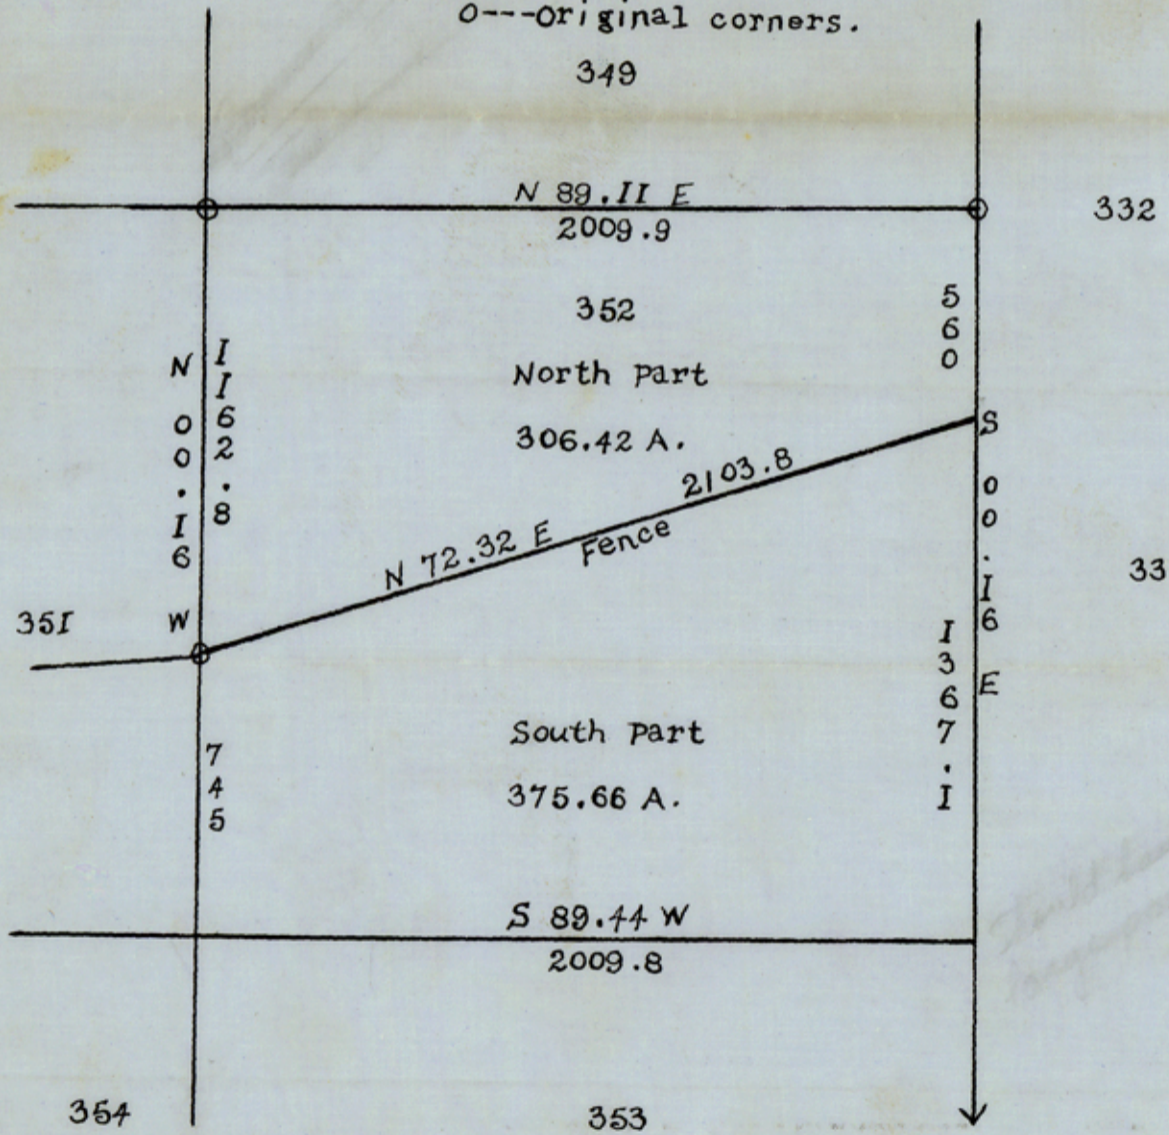 O---Original corners.
349
N 89.II E
2009.9
332
352
560
North Part
306.42 A.
N 00.I6 W
II62.8
N 72.32 E
2103.8
Fence
S 00.I6 E
33
35I
I367.I
South Part
375.66 A.
745
S 89.44 W
2009.8
354
353